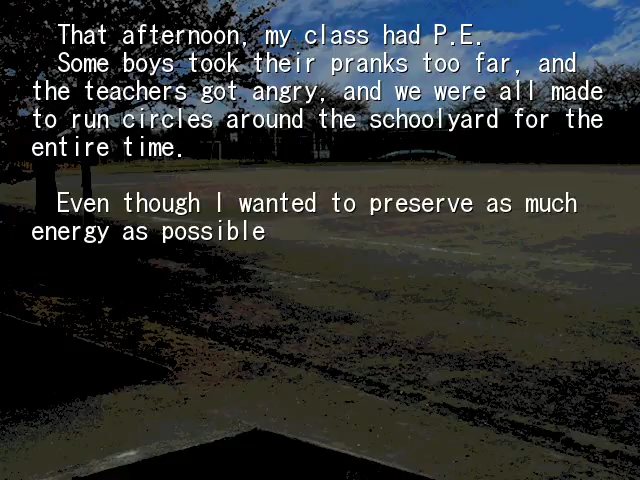 That afternoon, my class had P.E.
Some boys took their pranks too far, and
the teachers got angry, and we were all made
to run circles around the schoolyard for the
entire time.
Even though I wanted to preserve as much
energy as possible